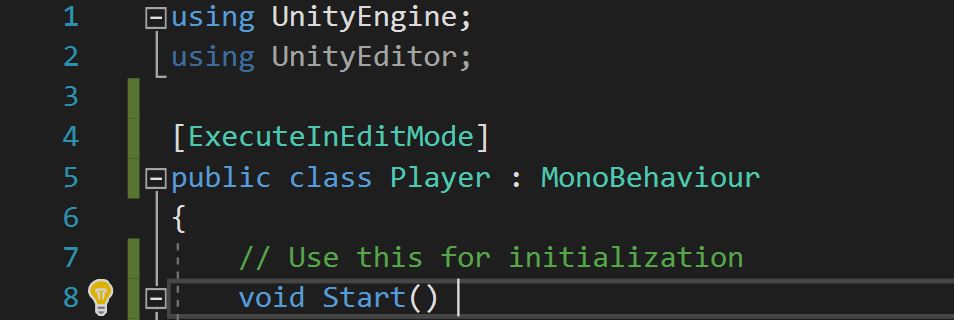 1 using UnityEngine;
2 using UnityEditor;
3
4 [ExecuteInEditMode]
5 public class Player : MonoBehaviour
6 {
7 // Use this for initialization
8 void Start()